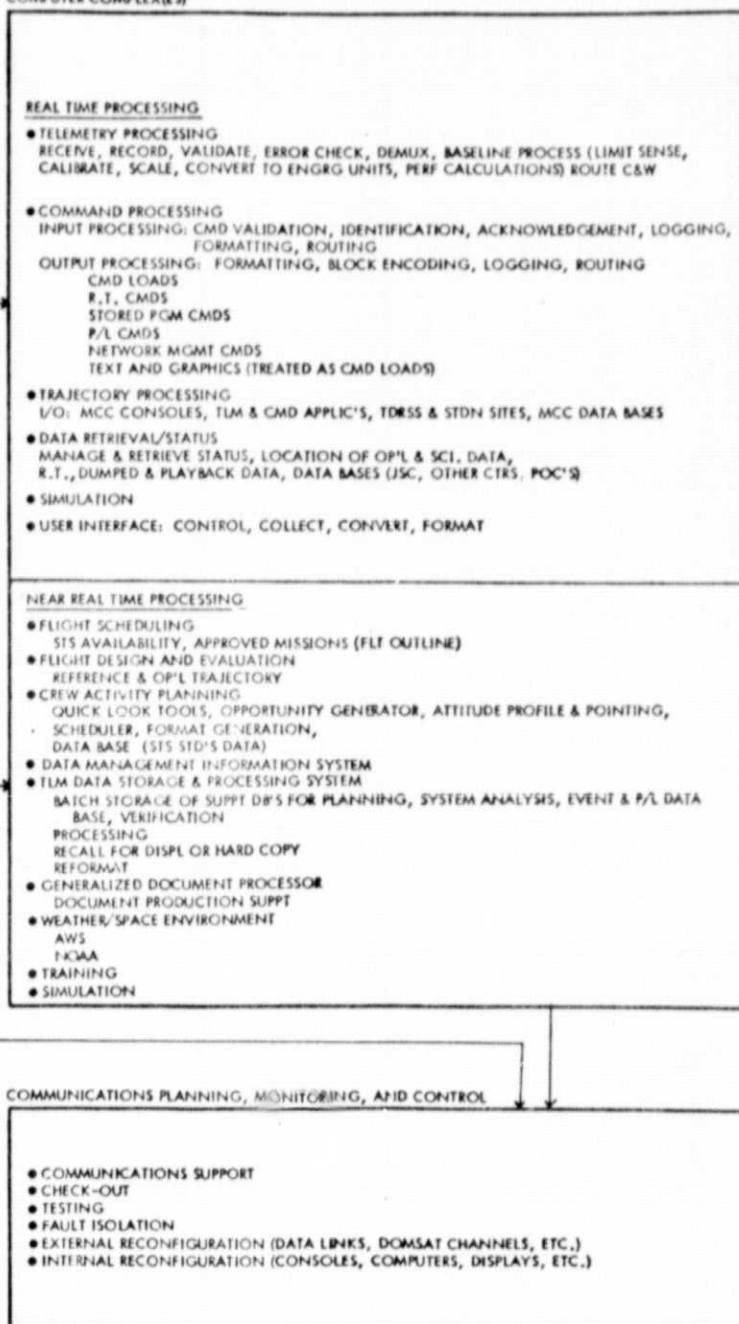 COMPUTER COMPLEX(ES)
REAL TIME PROCESSING
● TELEMETRY PROCESSING
RECEIVE, RECORD, VALIDATE, ERROR CHECK, DEMUX, BASELINE PROCESS (LIMIT SENSE,
CALIBRATE, SCALE, CONVERT TO ENGRG UNITS, PERF CALCULATIONS) ROUTE C&W
● COMMAND PROCESSING
INPUT PROCESSING: CMD VALIDATION, IDENTIFICATION, ACKNOWLEDGEMENT, LOGGING,
FORMATTING, ROUTING
OUTPUT PROCESSING: FORMATTING, BLOCK ENCODING, LOGGING, ROUTING
CMD LOADS
R.T. CMDS
STORED PGM CMDS
P/L CMDS
NETWORK MGMT CMDS
TEXT AND GRAPHICS (TREATED AS CMD LOADS)
● TRAJECTORY PROCESSING
I/O: MCC CONSOLES, TLM & CMD APPLIC'S, TDRSS & STDN SITES, MCC DATA BASES
● DATA RETRIEVAL/STATUS
MANAGE & RETRIEVE STATUS, LOCATION OF OP'L & SCI. DATA,
R.T., DUMPED & PLAYBACK DATA, DATA BASES (JSC, OTHER CTRS, POC'S)
● SIMULATION
● USER INTERFACE: CONTROL, COLLECT, CONVERT, FORMAT
NEAR REAL TIME PROCESSING
● FLIGHT SCHEDULING
STS AVAILABILITY, APPROVED MISSIONS (FLT OUTLINE)
● FLIGHT DESIGN AND EVALUATION
REFERENCE & OP'L TRAJECTORY
● CREW ACTIVITY PLANNING
QUICK LOOK TOOLS, OPPORTUNITY GENERATOR, ATTITUDE PROFILE & POINTING,
SCHEDULER, FORMAT GENERATION,
DATA BASE (STS STD'S DATA)
● DATA MANAGEMENT INFORMATION SYSTEM
● TLM DATA STORAGE & PROCESSING SYSTEM
BATCH STORAGE OF SUPPT DB'S FOR PLANNING, SYSTEM ANALYSIS, EVENT & P/L DATA
BASE, VERIFICATION
PROCESSING
RECALL FOR DISPL OR HARD COPY
REFORMAT
● GENERALIZED DOCUMENT PROCESSOR
DOCUMENT PRODUCTION SUPPT
● WEATHER/SPACE ENVIRONMENT
AWS
NOAA
● TRAINING
● SIMULATION
COMMUNICATIONS PLANNING, MONITORING, AND CONTROL
● COMMUNICATIONS SUPPORT
● CHECK-OUT
● TESTING
● FAULT ISOLATION
● EXTERNAL RECONFIGURATION (DATA LINKS, DOMSAT CHANNELS, ETC.)
● INTERNAL RECONFIGURATION (CONSOLES, COMPUTERS, DISPLAYS, ETC.)